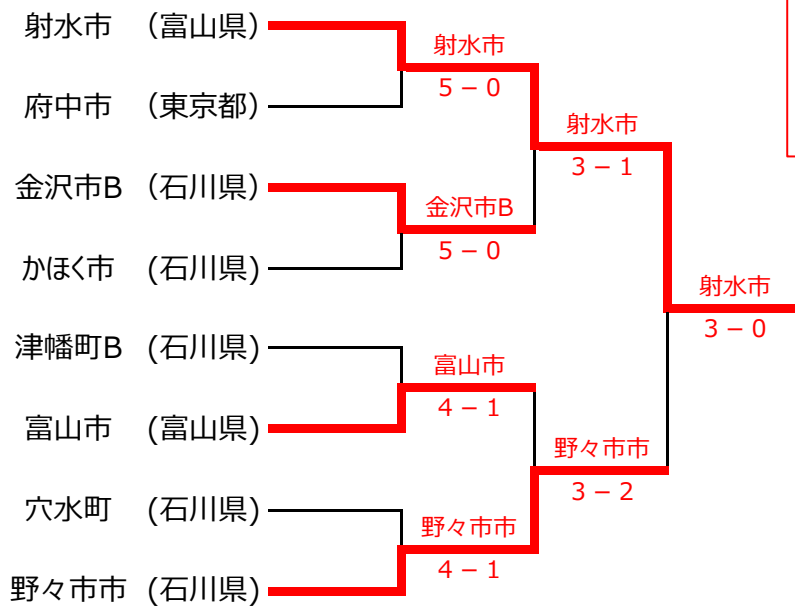 射水市 (富山県)
府中市 (東京都)
金沢市B (石川県)
かほく市 (石川県)
津幡町B (石川県)
富山市 (富山県)
穴水町 (石川県)
野々市市 (石川県)
射水市
5－0
金沢市B
5－0
富山市
4－1
野々市市
4－1
射水市
3－1
野々市市
3－2
射水市
3－0